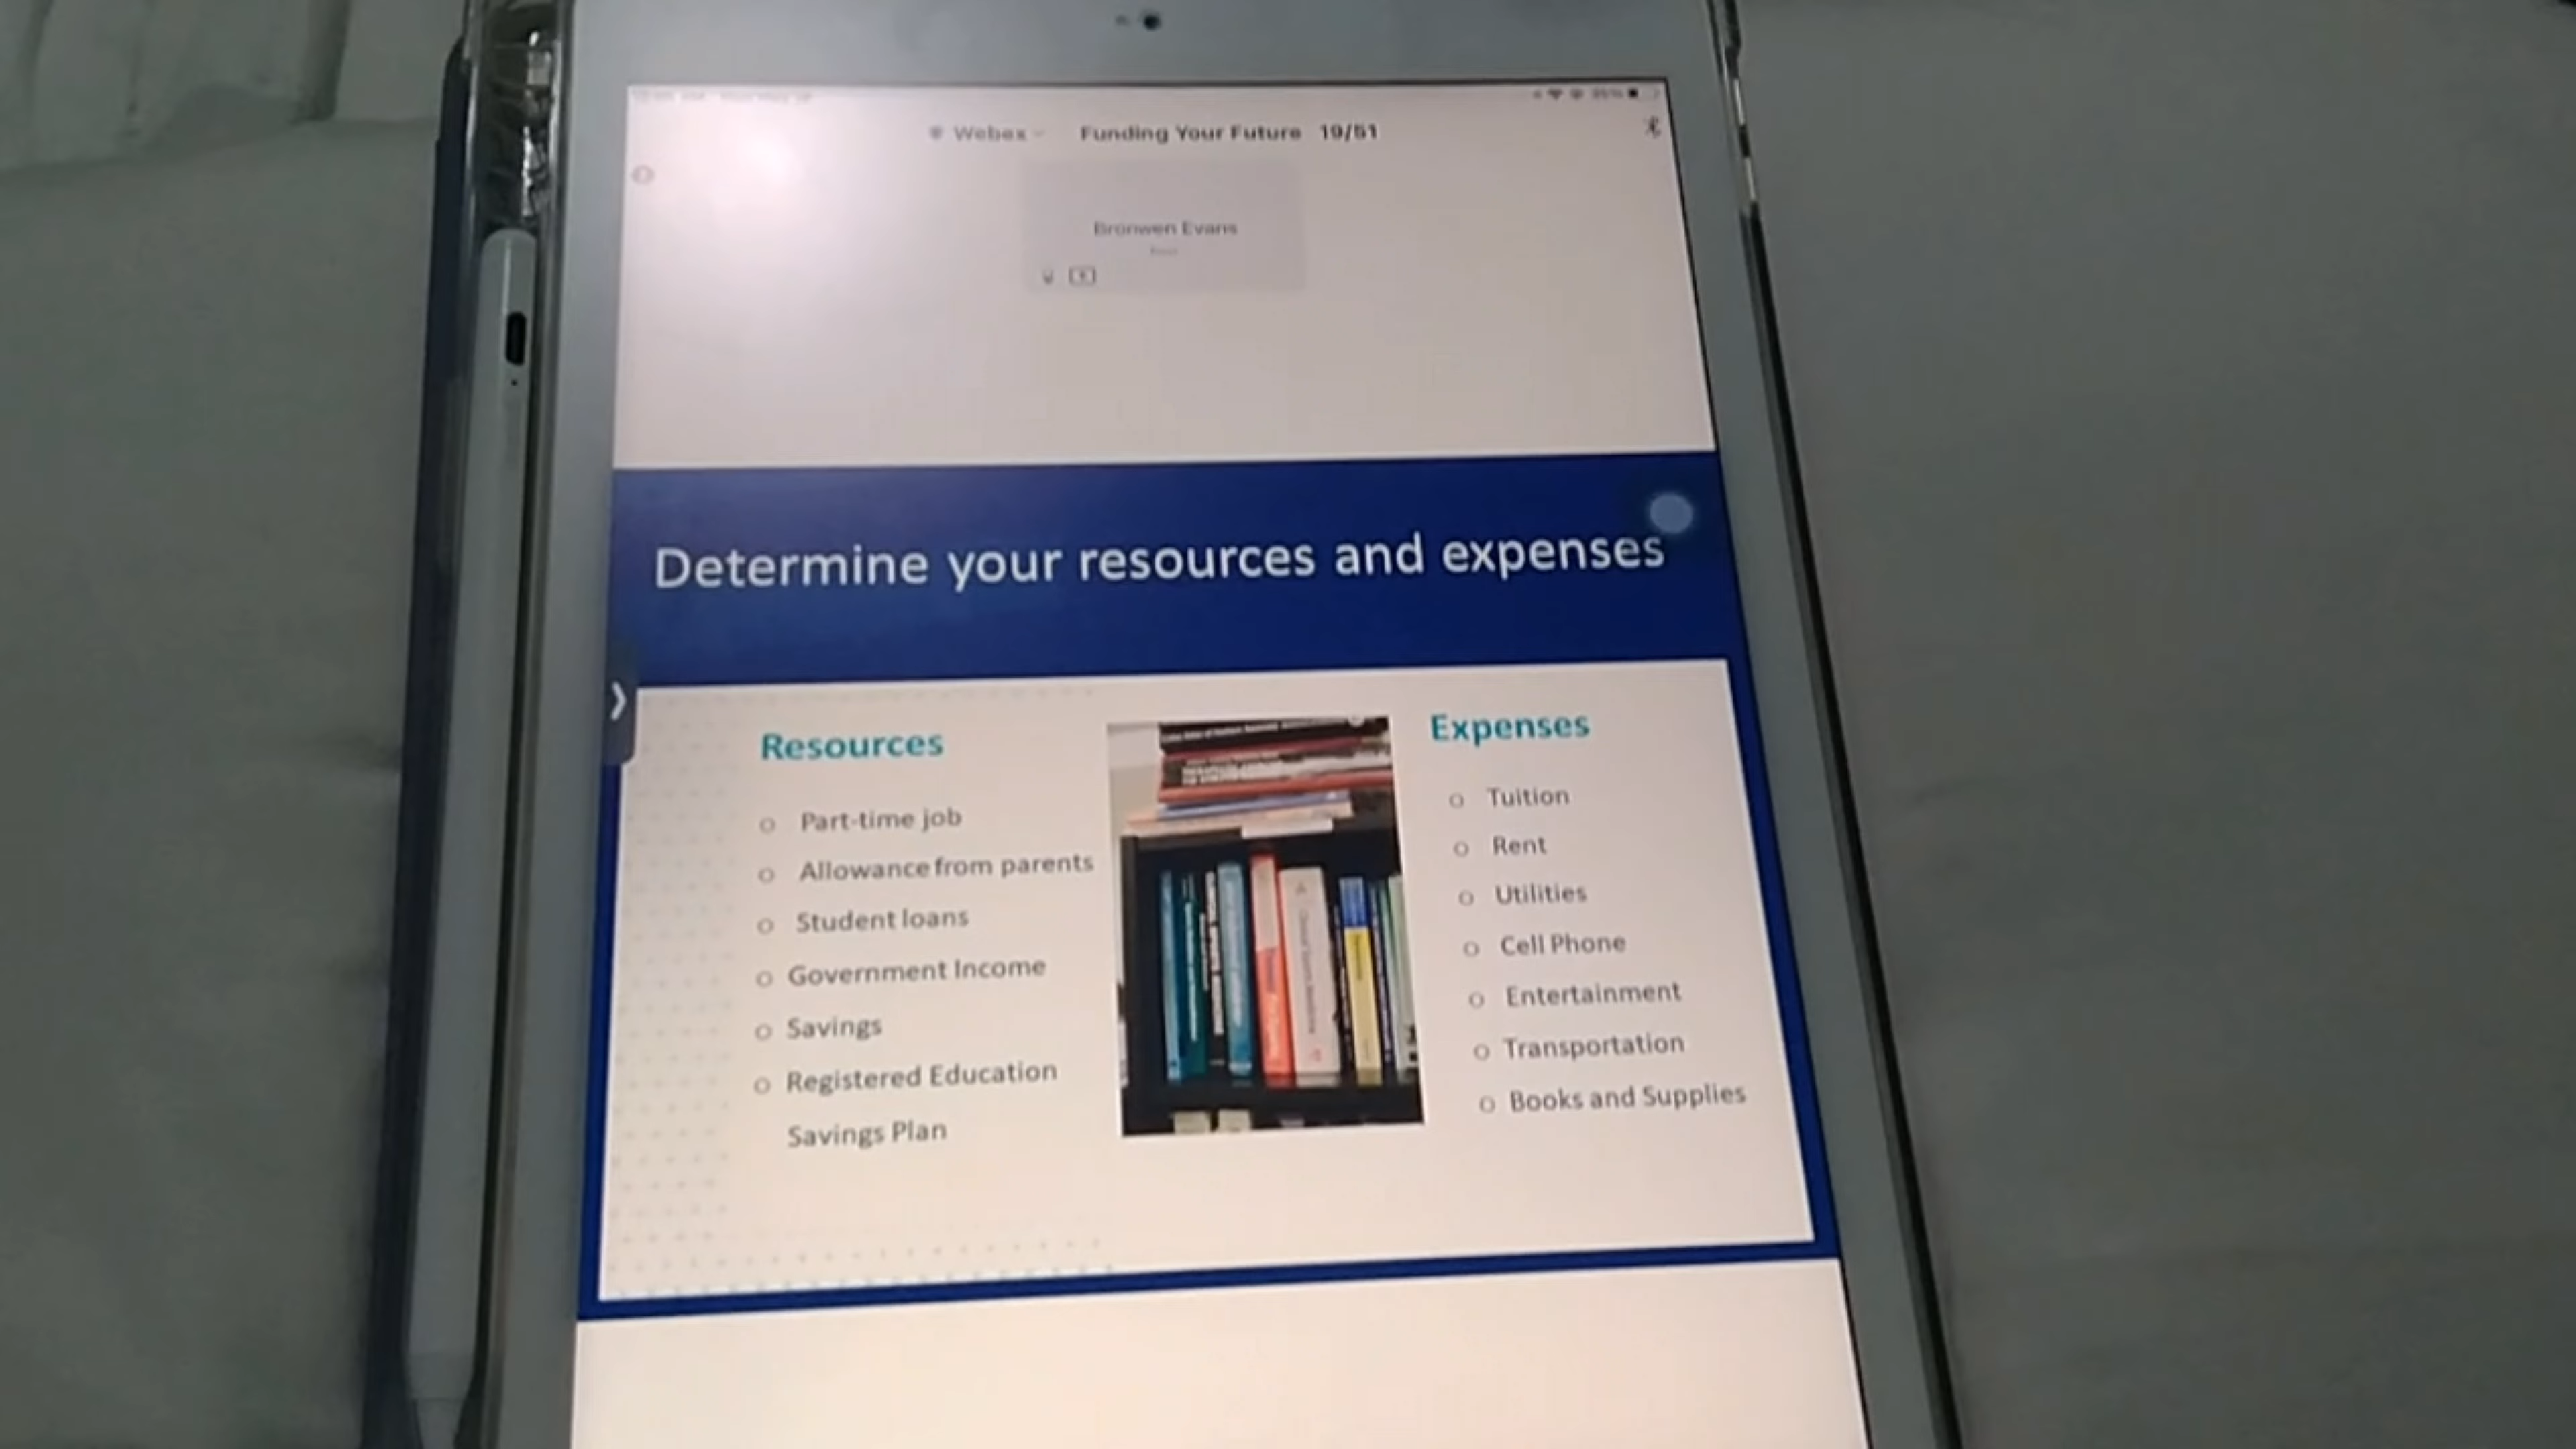 Webex
Funding Your Future 19/51
Bronwen Evans
Determine your resources and expenses
Resources
o Part-time job
o Allowance from parents
o Student loans
o Government Income
o Savings
o Registered Education
Savings Plan
Expenses
o Tuition
o Rent
o Utilities
o Cell Phone
o Entertainment
o Transportation
o Books and Supplies